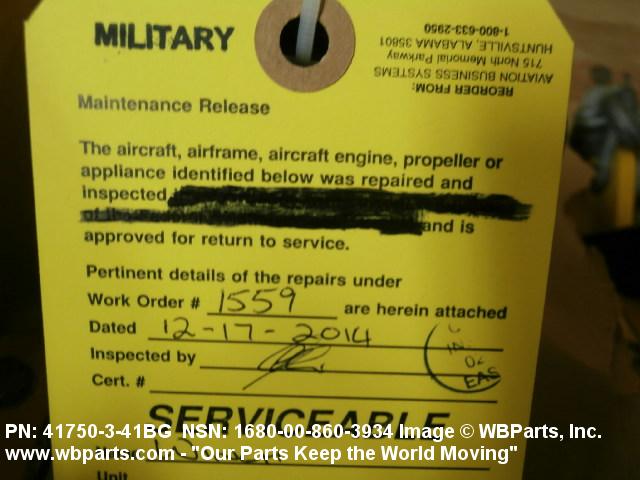 MILITARY
REORDER FROM:
AVIATION BUSINESS SYSTEMS
715 North Memorial Parkway
HUNTSVILLE, ALABAMA 35801
1-800-633-2950
Maintenance Release
The aircraft, airframe, aircraft engine, propeller or
appliance identified below was repaired and
inspected
and is
approved for return to service.
Pertinent details of the repairs under
Work Order # 1559 are herein attached
Dated 12-17-2014
Inspected by
Cert. #
EAS
SERVICEABLE
Unit
PN: 41750-3-41BG NSN: 1680-00-860-3934 Image © WBParts, Inc.
www.wbparts.com - "Our Parts Keep the World Moving"